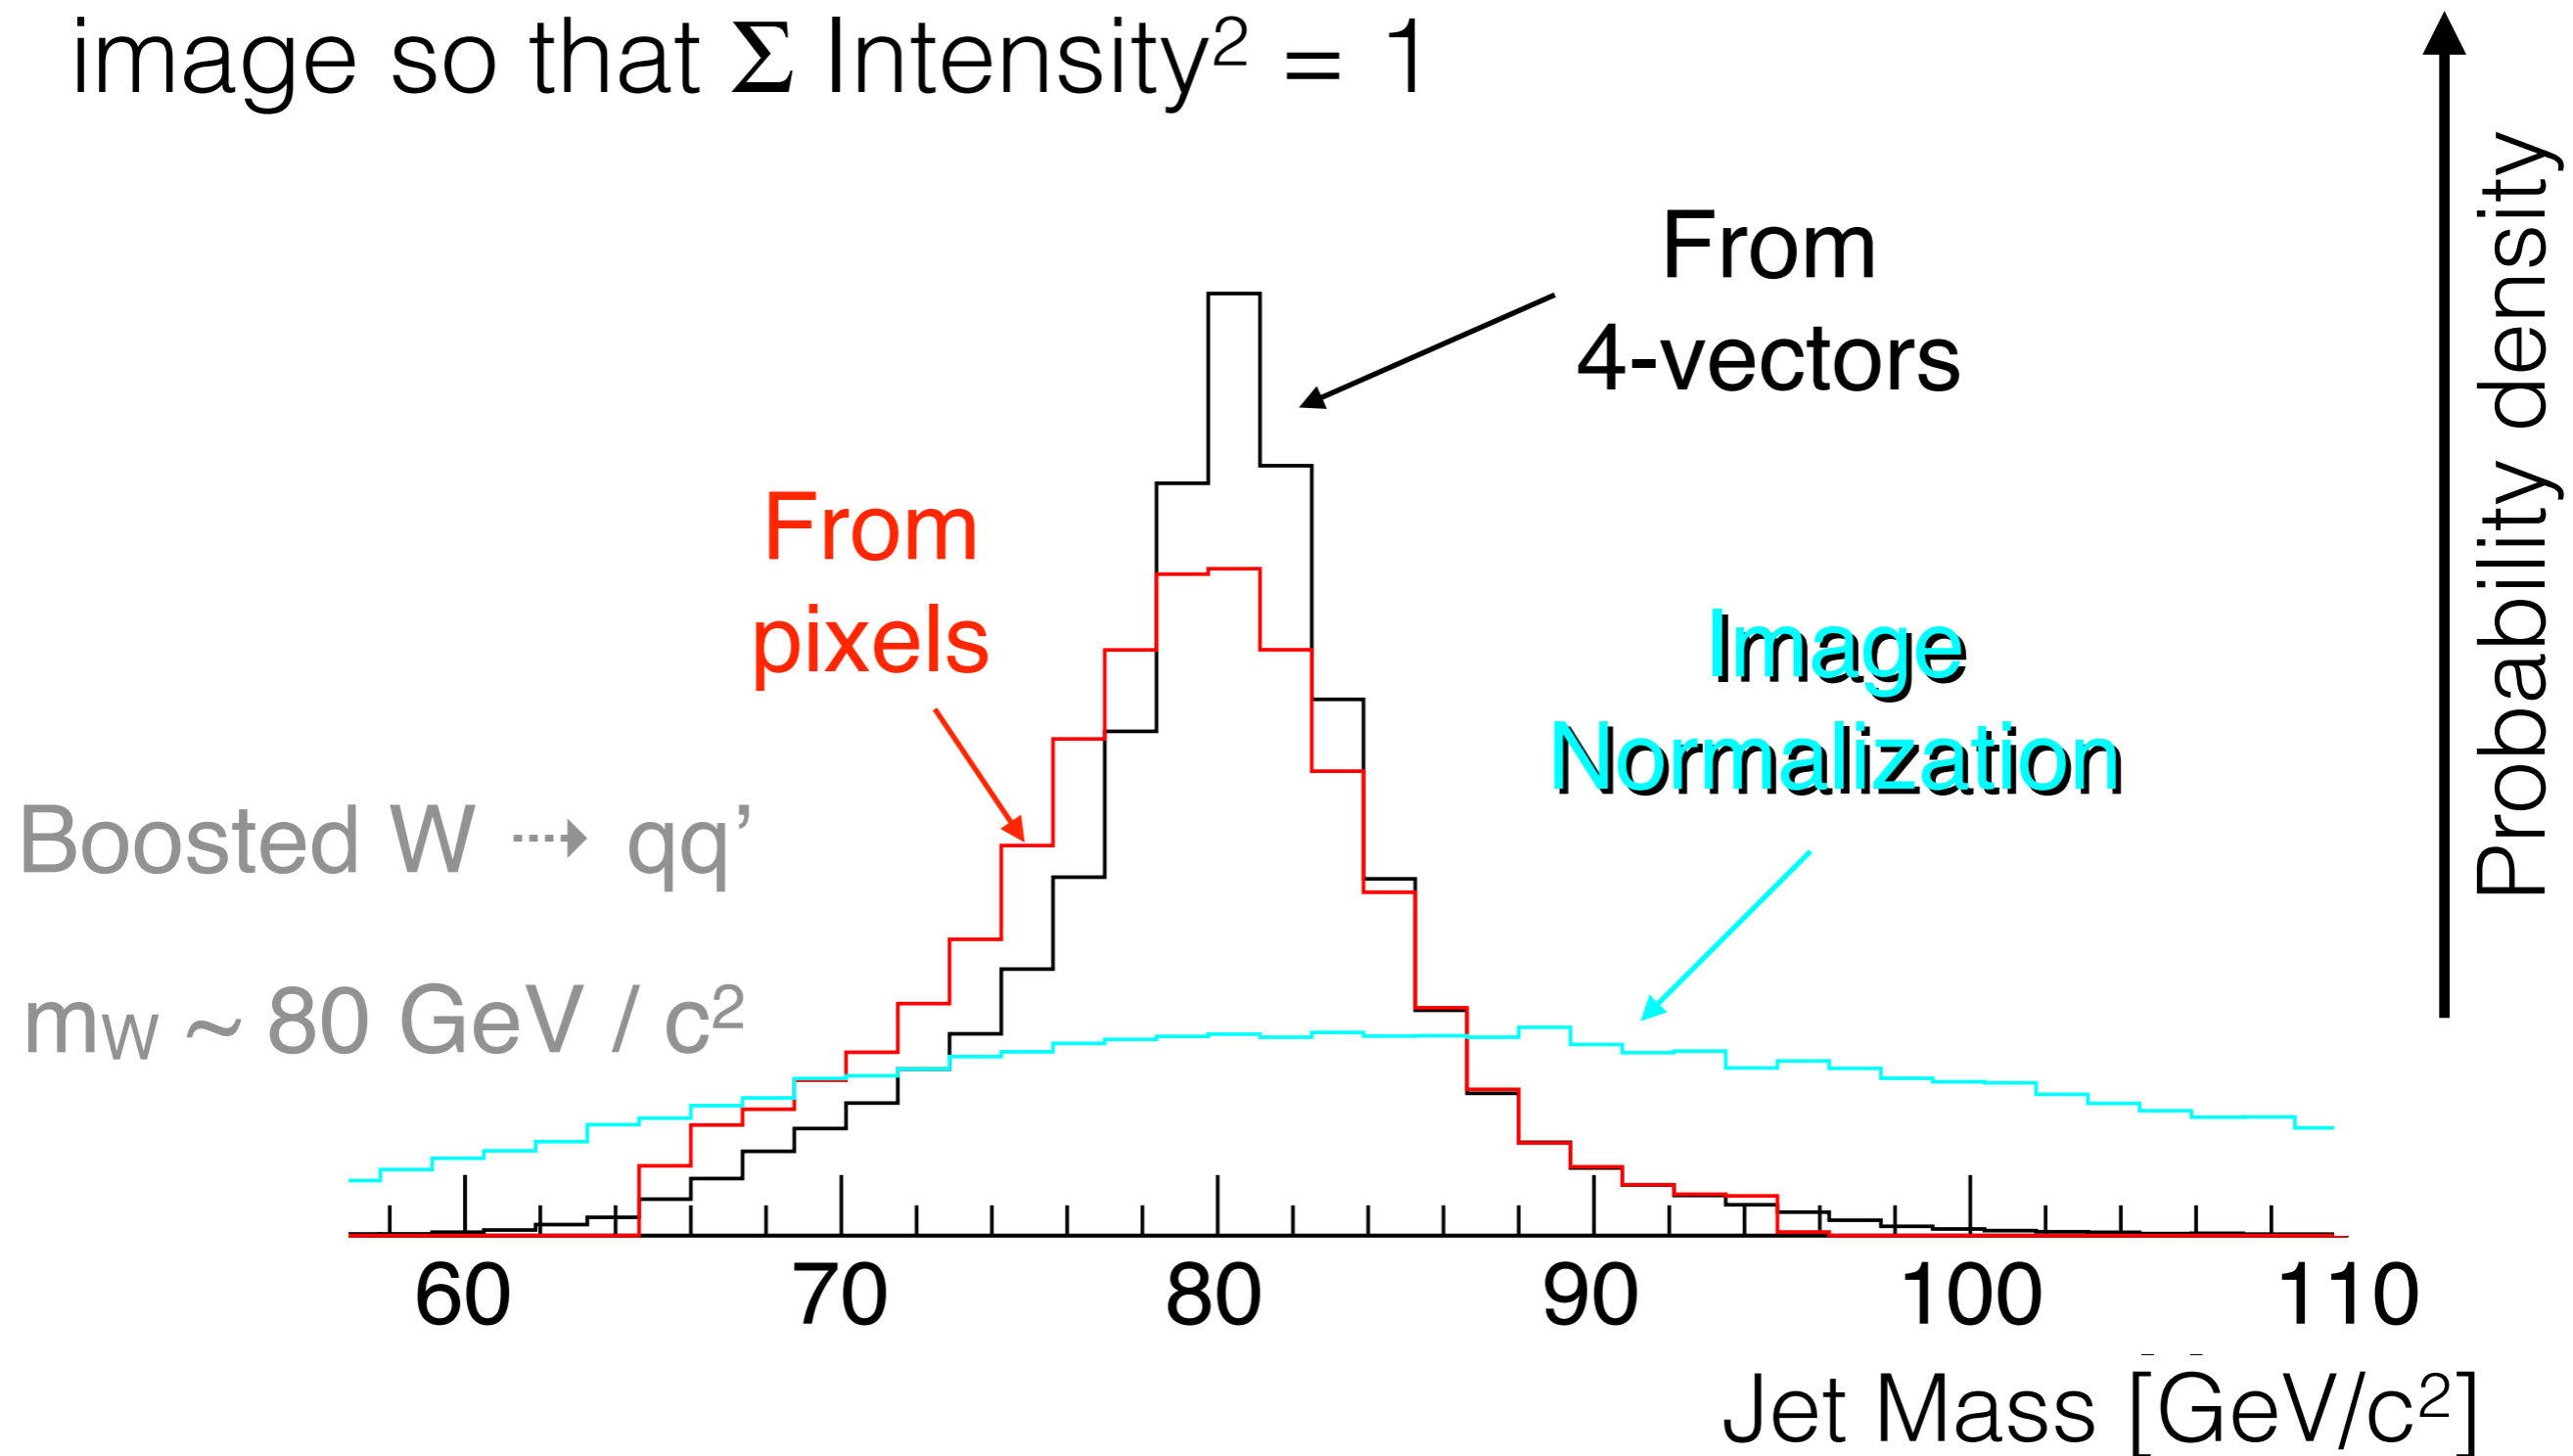 image so that Σ Intensity² = 1
Probability density
From
4-vectors
From
pixels
Image
Normalization
Boosted W ⇢ qq’
mW ~ 80 GeV / c²
60 70 80 90 100 110
Jet Mass [GeV/c²]